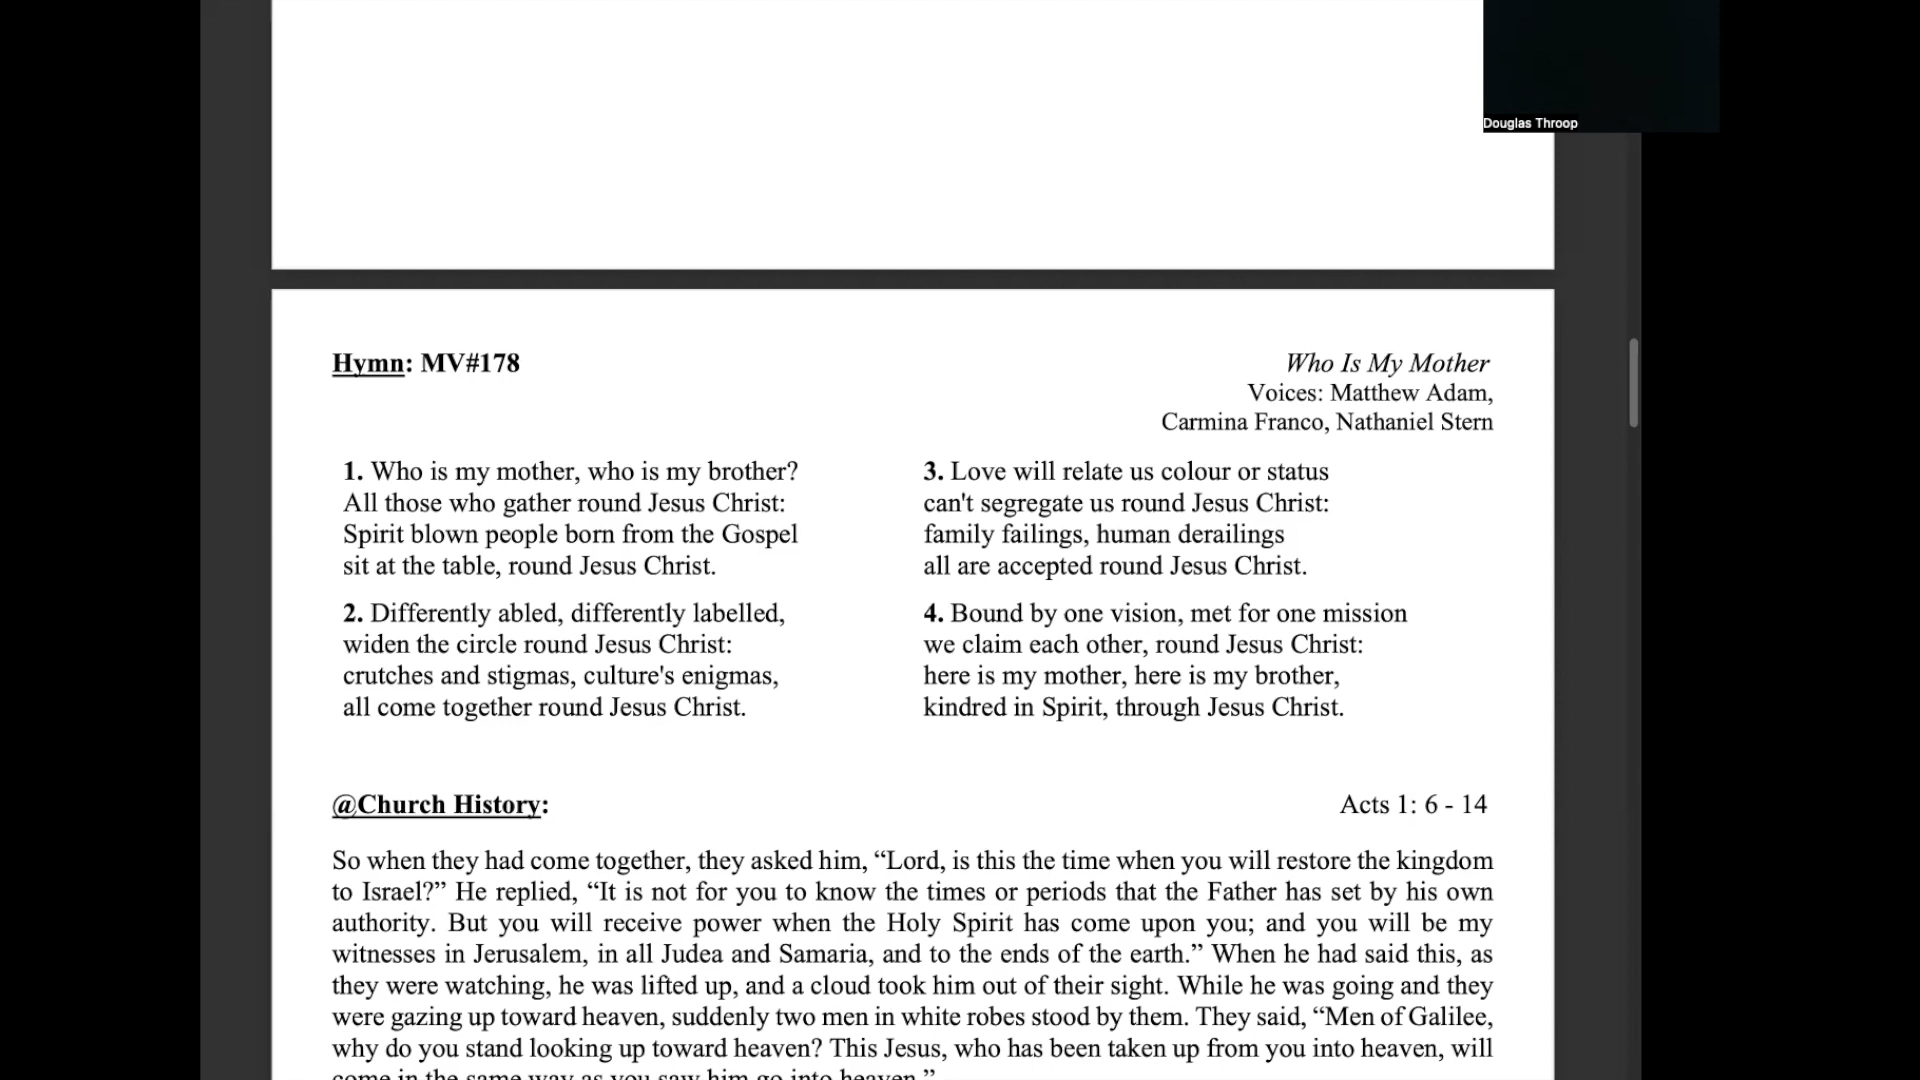 Douglas Throop
Hymn: MV#178
Who Is My Mother
Voices: Matthew Adam,
Carmina Franco, Nathaniel Stern
1. Who is my mother, who is my brother?
All those who gather round Jesus Christ:
Spirit blown people born from the Gospel
sit at the table, round Jesus Christ.
2. Differently abled, differently labelled,
widen the circle round Jesus Christ:
crutches and stigmas, culture's enigmas,
all come together round Jesus Christ.
3. Love will relate us colour or status
can't segregate us round Jesus Christ:
family failings, human derailings
all are accepted round Jesus Christ.
4. Bound by one vision, met for one mission
we claim each other, round Jesus Christ:
here is my mother, here is my brother,
kindred in Spirit, through Jesus Christ.
@Church History:
Acts 1: 6 - 14
So when they had come together, they asked him, “Lord, is this the time when you will restore the kingdom
to Israel?” He replied, “It is not for you to know the times or periods that the Father has set by his own
authority. But you will receive power when the Holy Spirit has come upon you; and you will be my
witnesses in Jerusalem, in all Judea and Samaria, and to the ends of the earth.” When he had said this, as
they were watching, he was lifted up, and a cloud took him out of their sight. While he was going and they
were gazing up toward heaven, suddenly two men in white robes stood by them. They said, “Men of Galilee,
why do you stand looking up toward heaven? This Jesus, who has been taken up from you into heaven, will
come in the same way as you saw him go into heaven.”